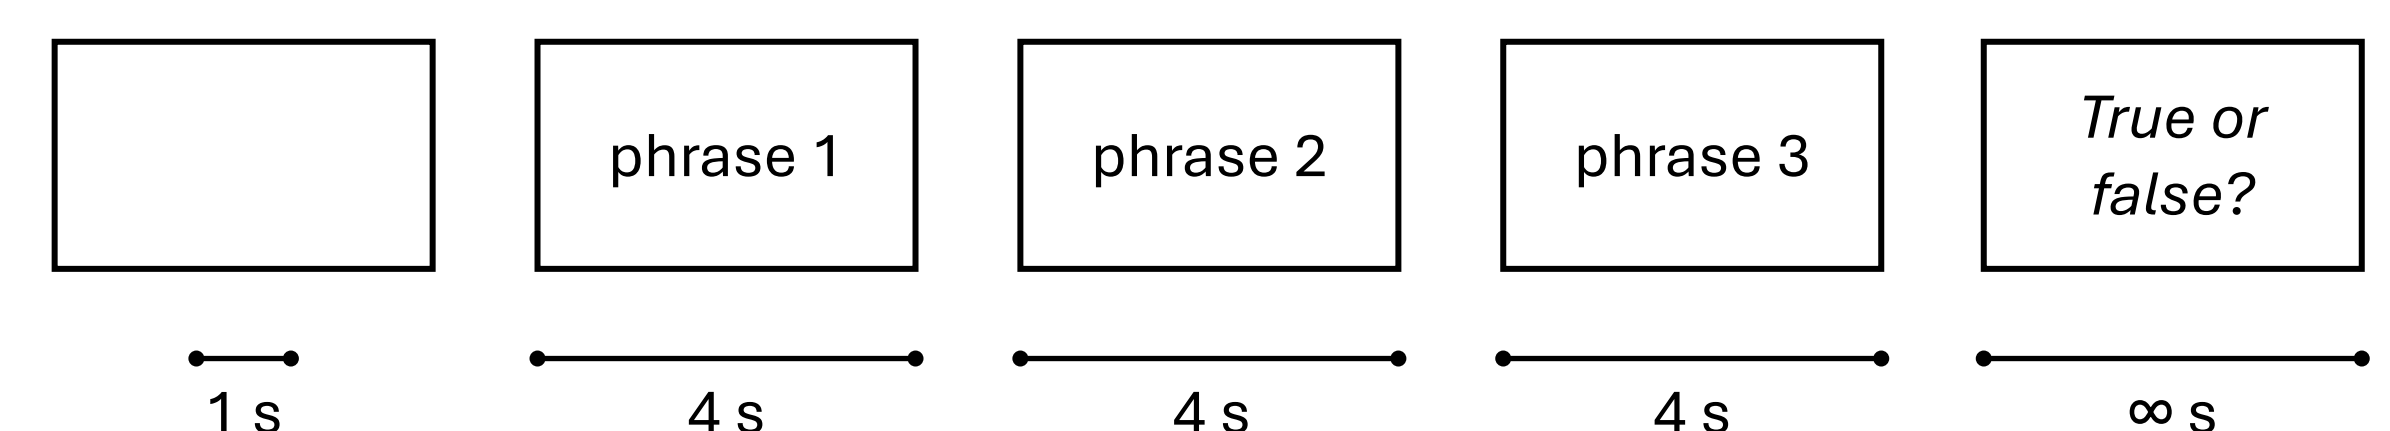 phrase 1
phrase 2
phrase 3
True or
false?
1 s
4 s
4 s
4 s
∞ s